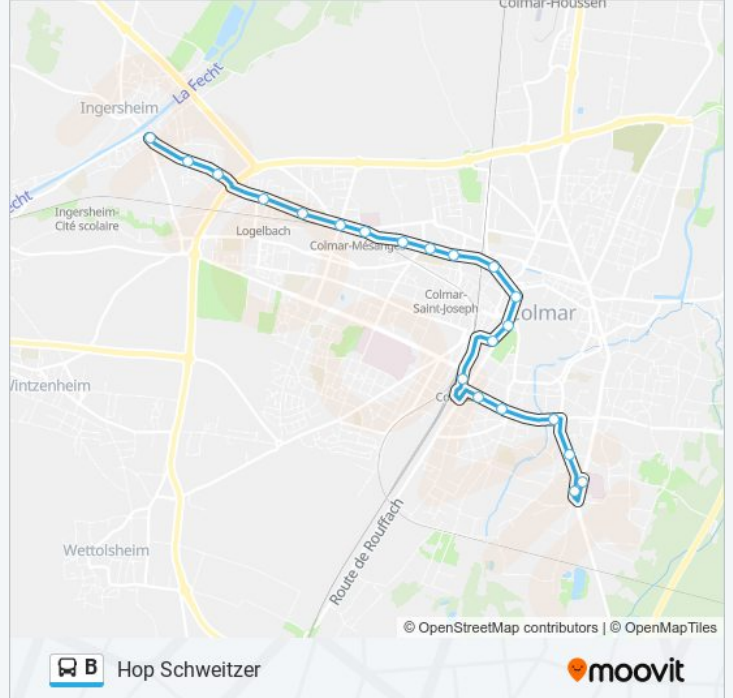 Colmar-Houssen
La Fecht
Ingersheim
Ingersheim-
Cité scolaire
Logelbach
Colmar-Mésange
Colmar-
Saint-Joseph
Colmar
Wintzenheim
Wettolsheim
Route de Rouffach
© OpenStreetMap contributors | © OpenMapTiles
B Hop Schweitzer
moovit